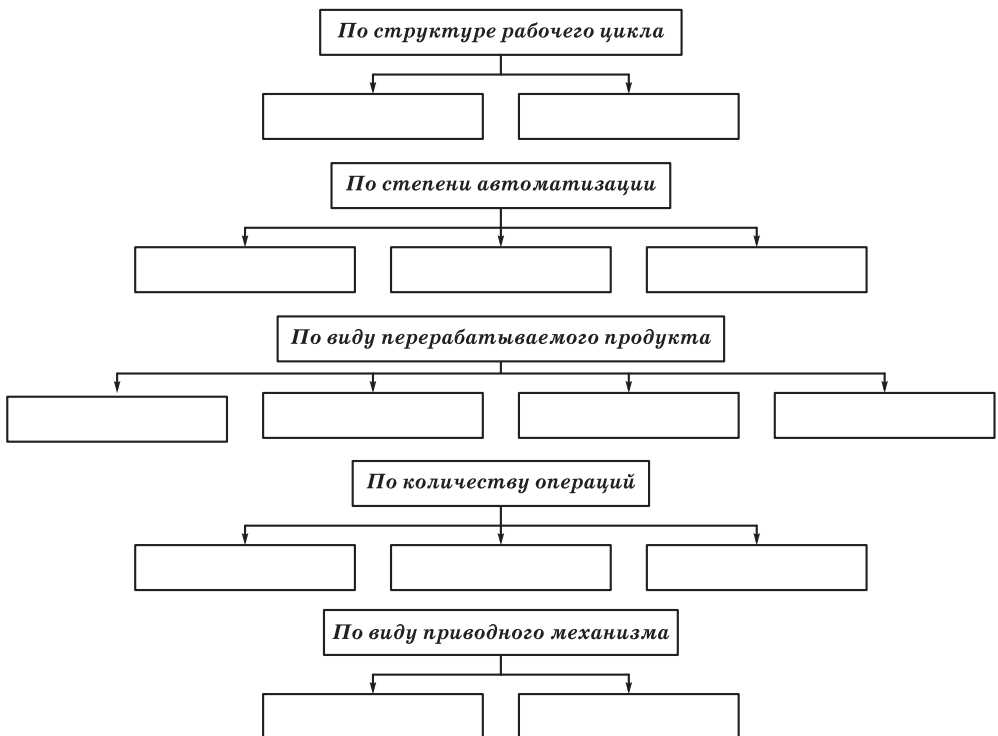 По структуре рабочего цикла
По степени автоматизации
По виду перерабатываемого продукта
По количеству операций
По виду приводного механизма